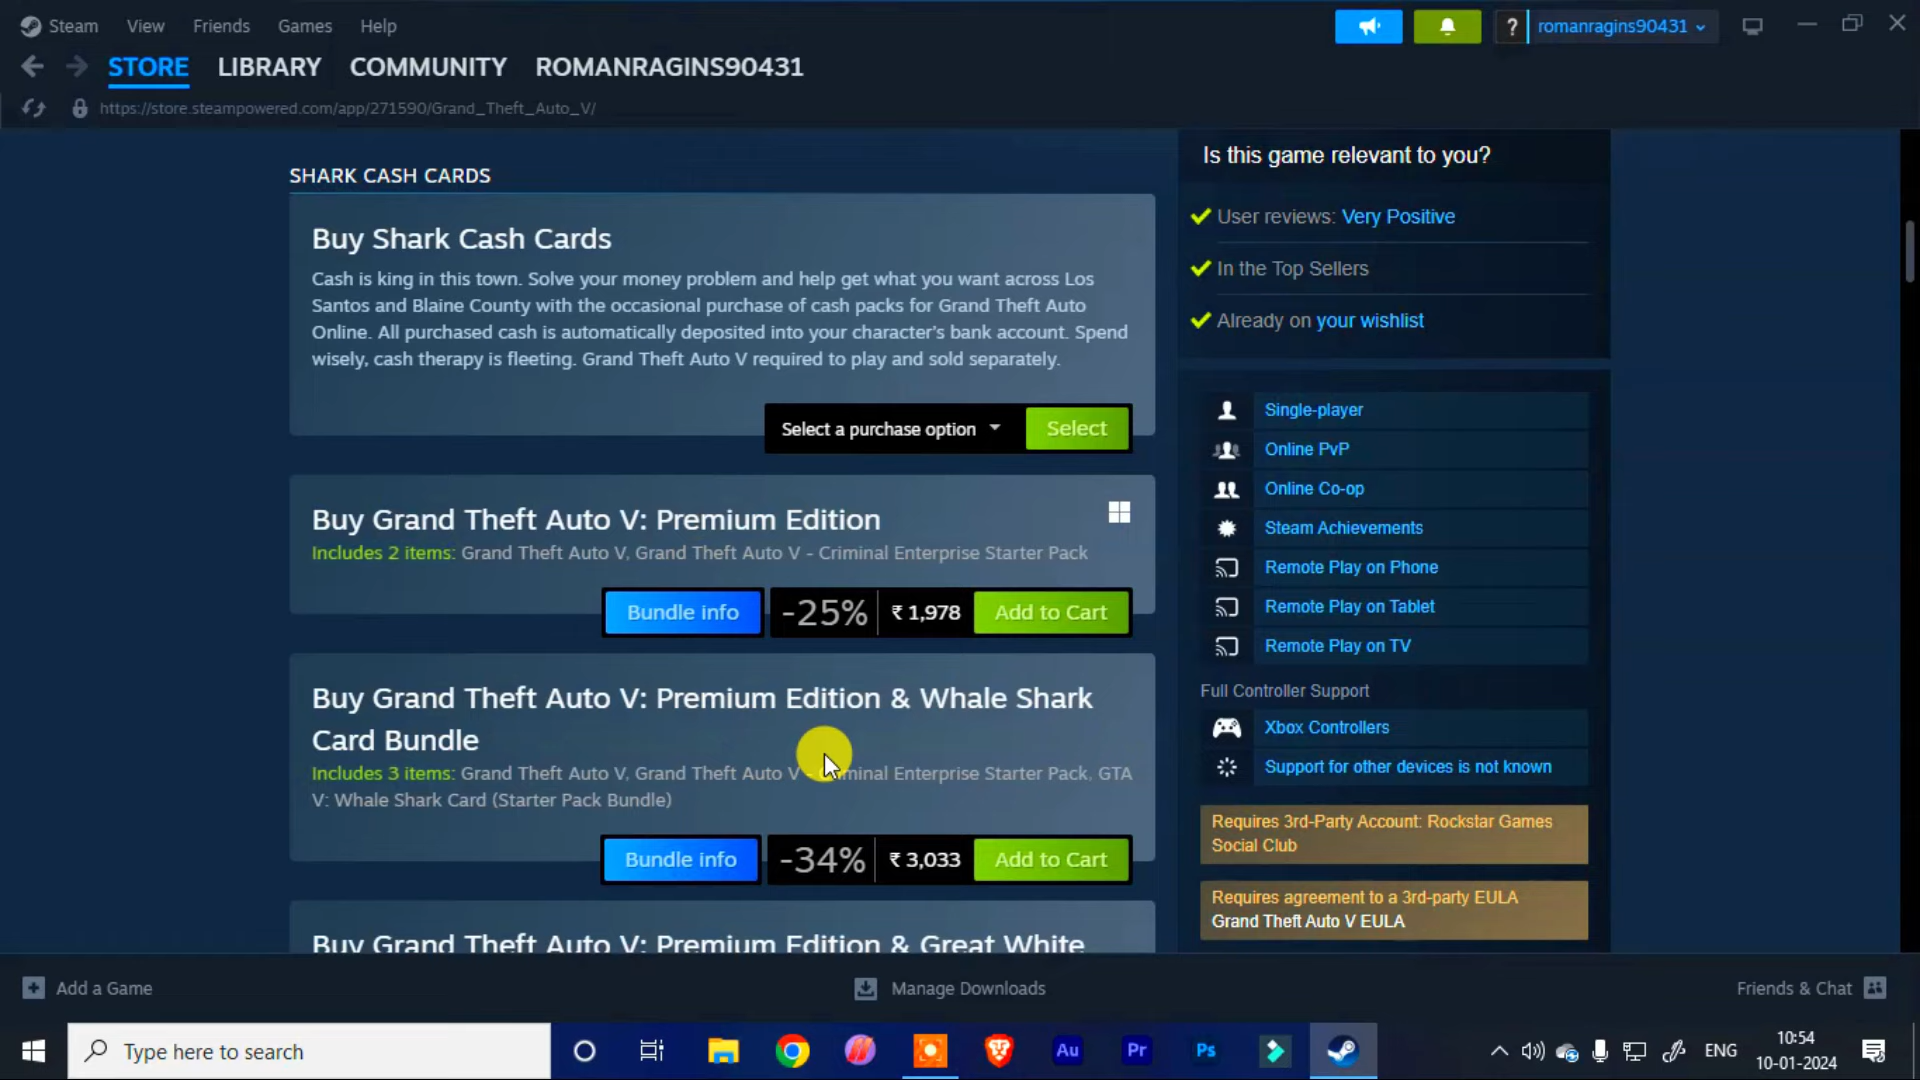 Steam View Friends Games Help
? romanragins90431
STORE LIBRARY COMMUNITY ROMANRAGINS90431
https://store.steampowered.com/app/271590/Grand_Theft_Auto_V/
SHARK CASH CARDS
Buy Shark Cash Cards
Cash is king in this town. Solve your money problem and help get what you want across Los
Santos and Blaine County with the occasional purchase of cash packs for Grand Theft Auto
Online. All purchased cash is automatically deposited into your character's bank account. Spend
wisely, cash therapy is fleeting. Grand Theft Auto V required to play and sold separately.
Select a purchase option Select
Buy Grand Theft Auto V: Premium Edition
Includes 2 items: Grand Theft Auto V, Grand Theft Auto V - Criminal Enterprise Starter Pack
Bundle info -25% ₹ 1,978 Add to Cart
Buy Grand Theft Auto V: Premium Edition & Whale Shark
Card Bundle
Includes 3 items: Grand Theft Auto V, Grand Theft Auto V - Criminal Enterprise Starter Pack, GTA
V: Whale Shark Card (Starter Pack Bundle)
Bundle info -34% ₹ 3,033 Add to Cart
Buy Grand Theft Auto V: Premium Edition & Great White
Is this game relevant to you?
User reviews: Very Positive
In the Top Sellers
Already on your wishlist
Single-player
Online PvP
Online Co-op
Steam Achievements
Remote Play on Phone
Remote Play on Tablet
Remote Play on TV
Full Controller Support
Xbox Controllers
Support for other devices is not known
Requires 3rd-Party Account: Rockstar Games
Social Club
Requires agreement to a 3rd-party EULA
Grand Theft Auto V EULA
Add a Game Manage Downloads Friends & Chat
Type here to search Au Pr Ps ENG 10:54
10-01-2024